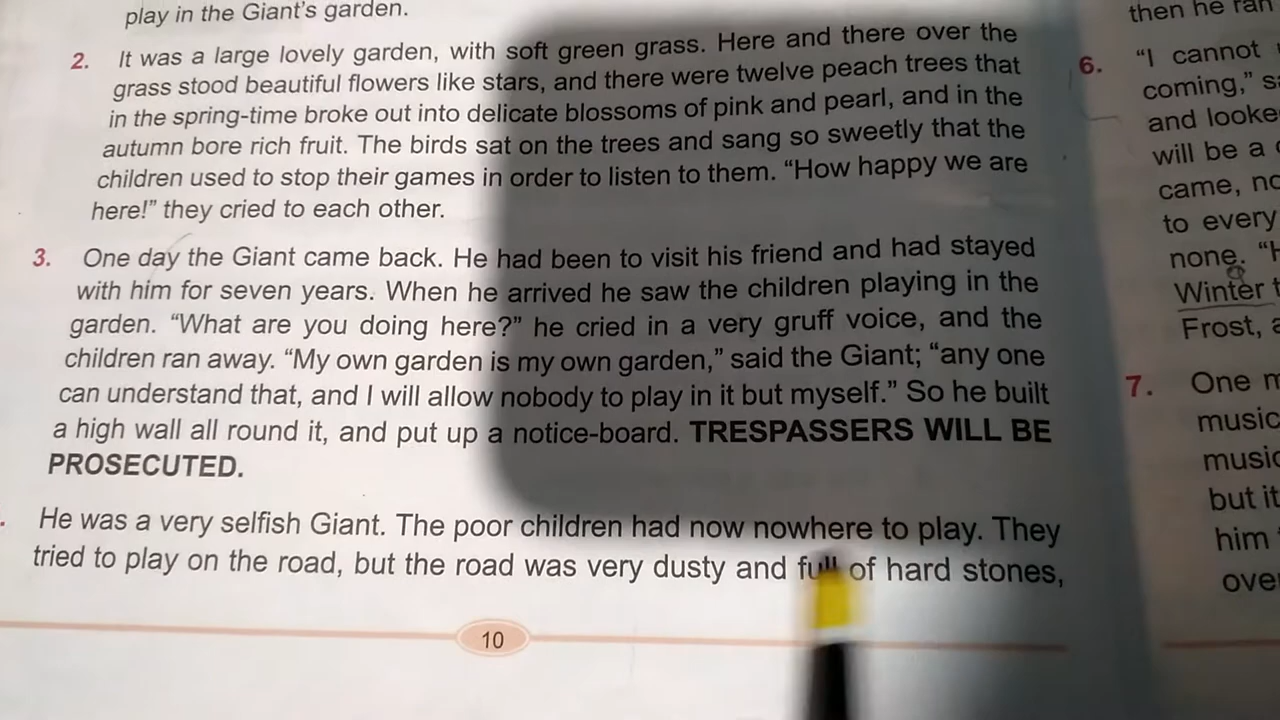 play in the Giant's garden.
2. It was a large lovely garden, with soft green grass. Here and there over the
grass stood beautiful flowers like stars, and there were twelve peach trees that
in the spring-time broke out into delicate blossoms of pink and pearl, and in the
autumn bore rich fruit. The birds sat on the trees and sang so sweetly that the
children used to stop their games in order to listen to them. “How happy we are
here!” they cried to each other.
3. One day the Giant came back. He had been to visit his friend and had stayed
with him for seven years. When he arrived he saw the children playing in the
garden. “What are you doing here?” he cried in a very gruff voice, and the
children ran away. “My own garden is my own garden,” said the Giant; “any one
can understand that, and I will allow nobody to play in it but myself.” So he built
a high wall all round it, and put up a notice-board. TRESPASSERS WILL BE
PROSECUTED.
He was a very selfish Giant. The poor children had now nowhere to play. They
tried to play on the road, but the road was very dusty and full of hard stones,
10
then he ran
6. “I cannot
coming,”
and looke
will be a
came,
to every
none.
Winter
Frost,
7. One
music
music
but it
him
over